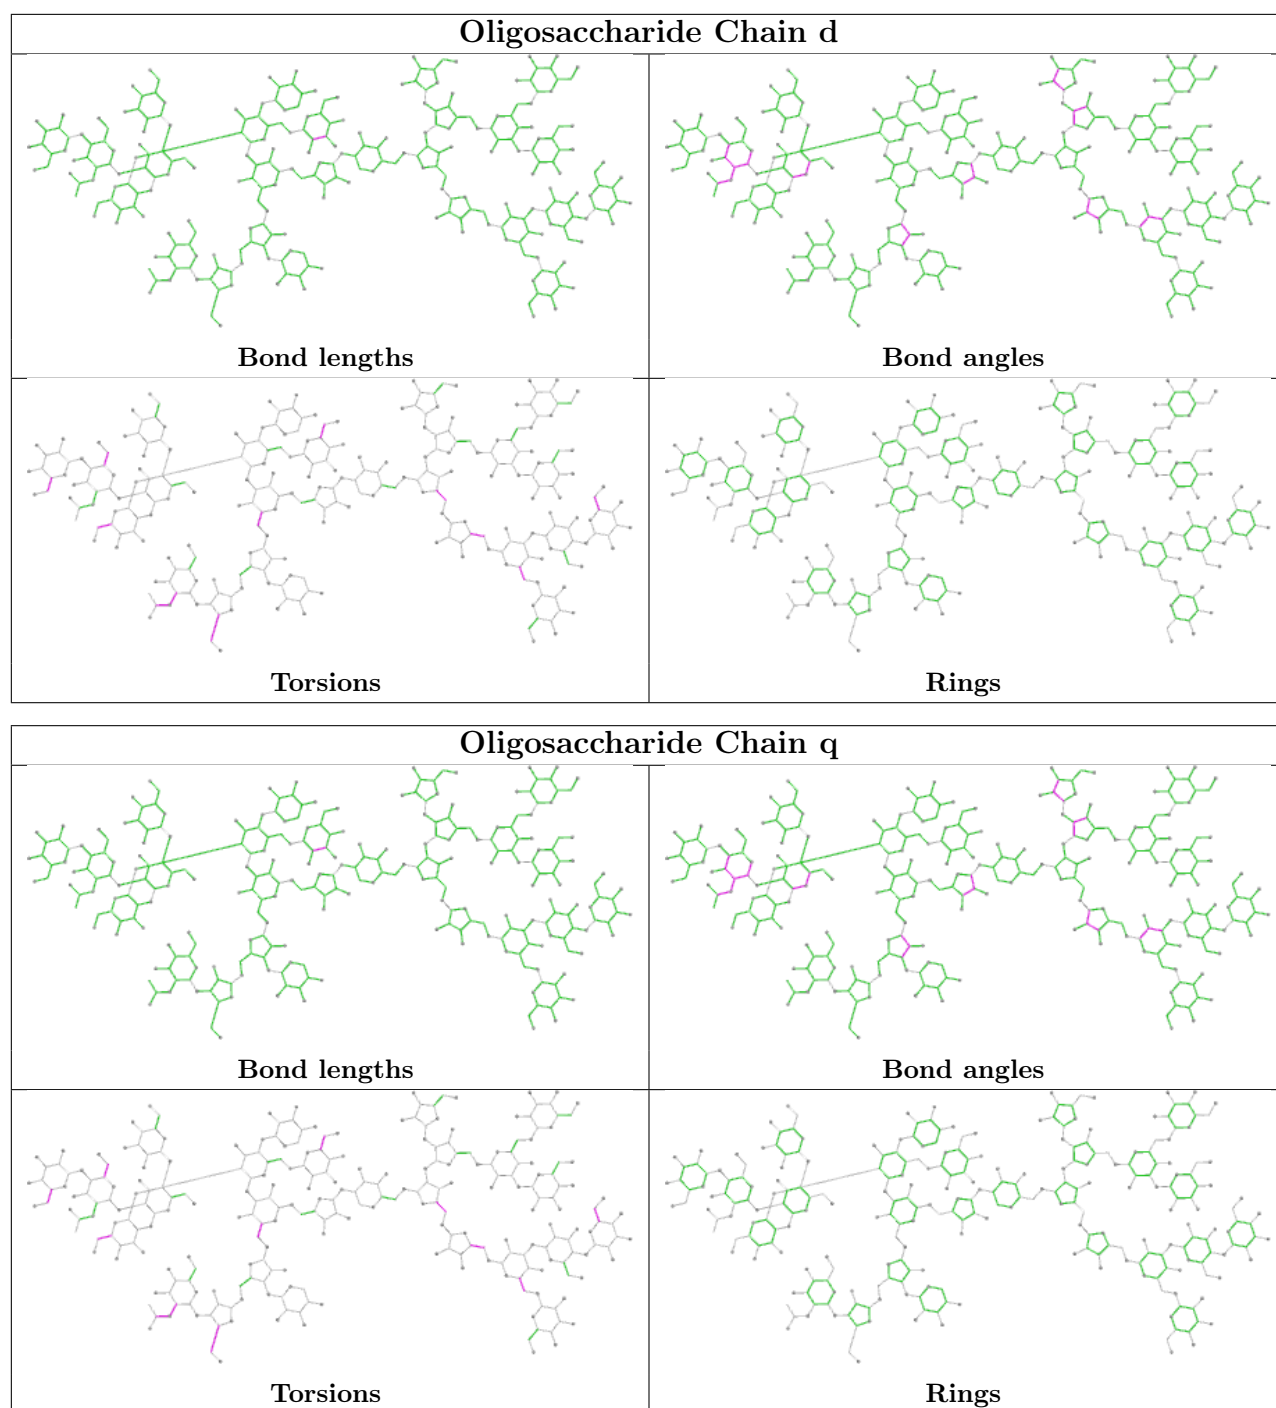 Oligosaccharide Chain d
Bond lengths
Bond angles
Torsions
Rings
Oligosaccharide Chain q
Bond lengths
Bond angles
Torsions
Rings